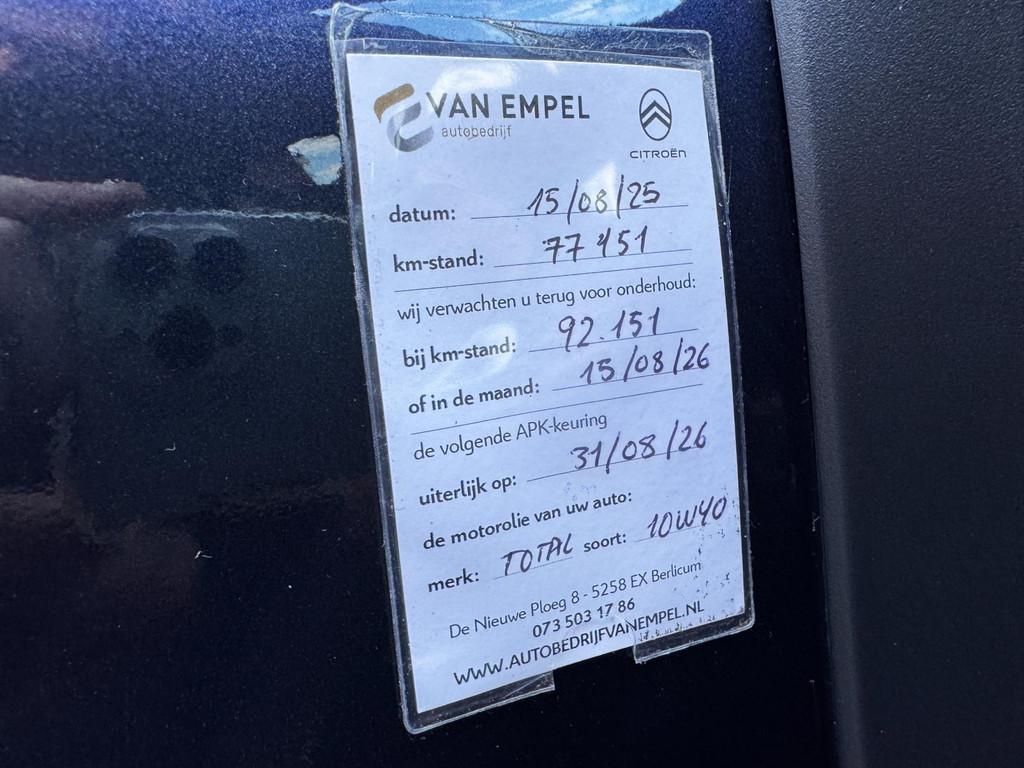 VAN EMPEL
autobedrijf
CITROËN
datum: 15/08/25
km-stand: 77151
wij verwachten u terug voor onderhoud:
bij km-stand: 92.151
of in de maand: 15/08/26
de volgende APK-keuring
uiterlijk op: 31/08/26
de motorolie van uw auto:
merk: TOTAL soort: 10W40
De Nieuwe Ploeg 8 - 5258 EX Berlicum
073 503 17 86
WWW.AUTOBEDRIJFVANEMPEL.NL